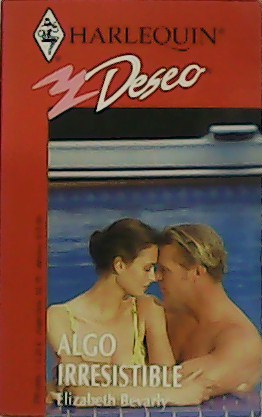 HARLEQUIN®
Deseo
ALGO
IRRESISTIBLE
Elizabeth Bevarly